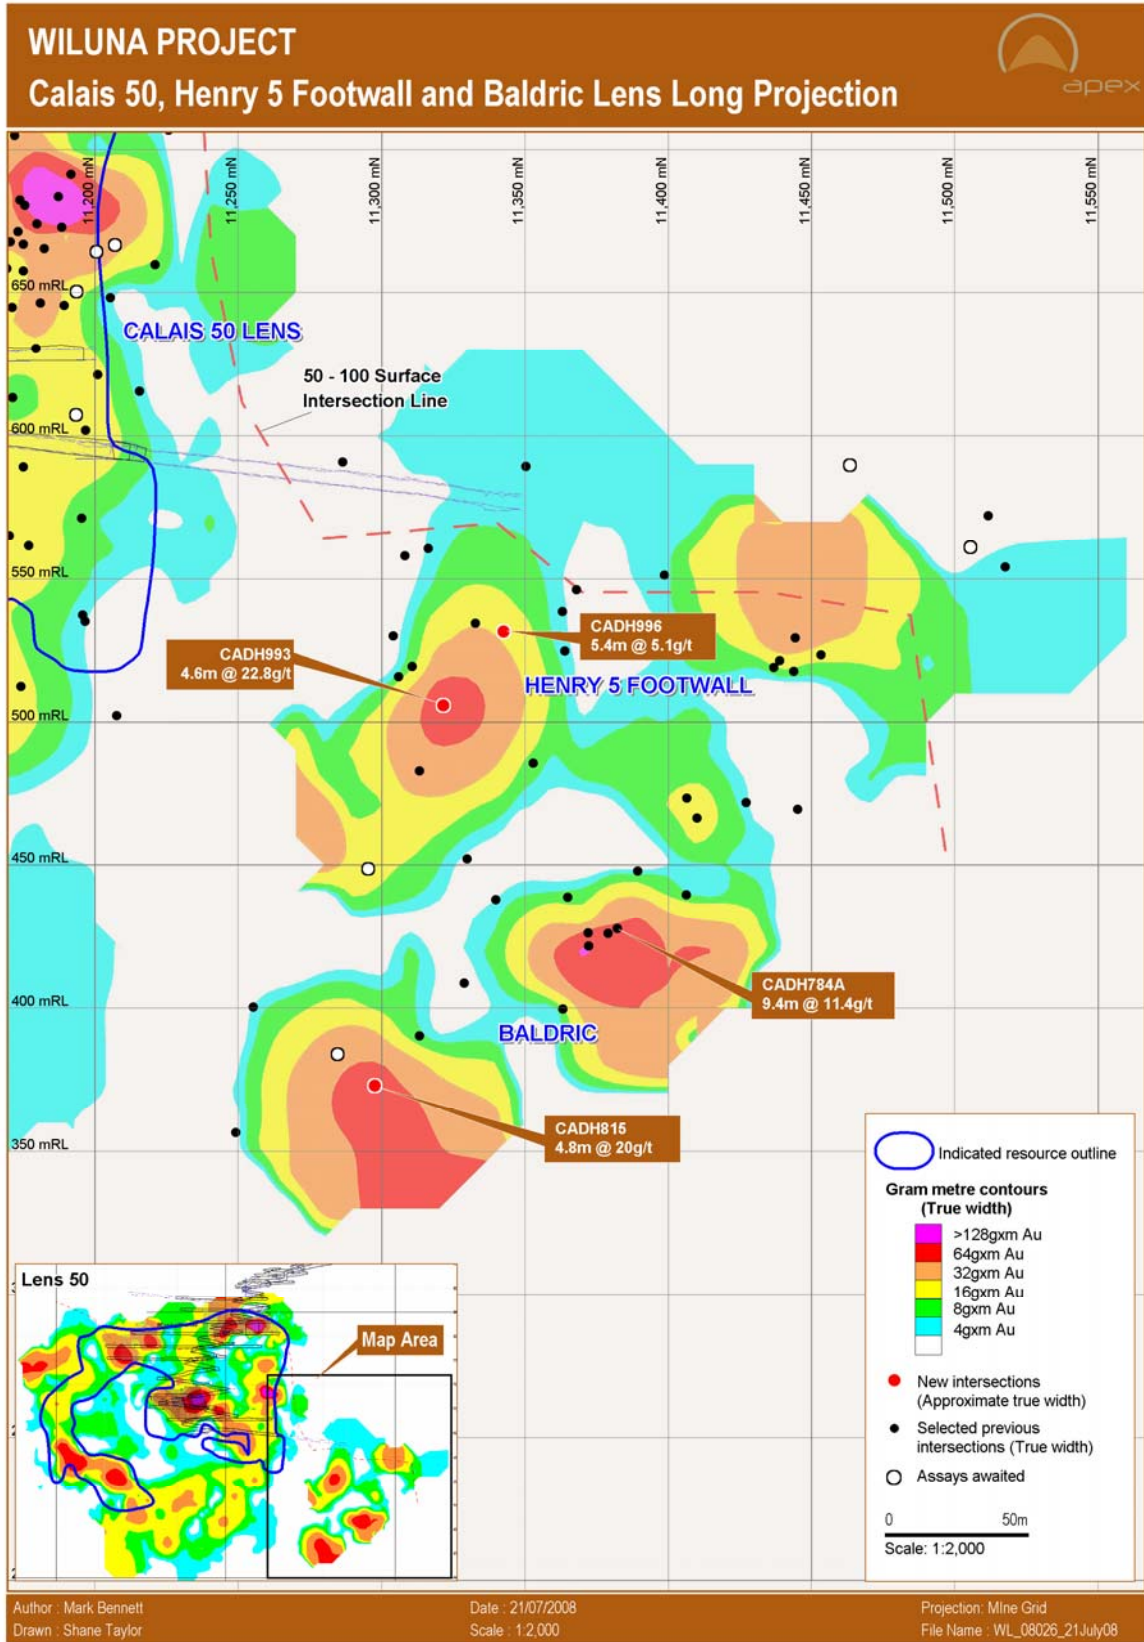 WILUNA PROJECT
Calais 50, Henry 5 Footwall and Baldric Lens Long Projection
apex
11,200 mN
11,250 mN
11,300 mN
11,350 mN
11,400 mN
11,450 mN
11,500 mN
11,550 mN
650 mRL
CALAIS 50 LENS
50 - 100 Surface
Intersection Line
600 mRL
550 mRL
CADH996
5.4m @ 5.1g/t
CADH993
4.6m @ 22.8g/t
HENRY 5 FOOTWALL
500 mRL
450 mRL
CADH784A
9.4m @ 11.4g/t
400 mRL
BALDRIC
CADH815
4.8m @ 20g/t
350 mRL
Indicated resource outline
Gram metre contours
(True width)
>128gxm Au
64gxm Au
32gxm Au
16gxm Au
8gxm Au
4gxm Au
New intersections
(Approximate true width)
Selected previous
intersections (True width)
Assays awaited
0 50m
Scale: 1:2,000
Lens 50
Map Area
Author : Mark Bennett
Drawn : Shane Taylor
Date : 21/07/2008
Scale : 1:2,000
Projection: MIne Grid
File Name : WL_08026_21July08